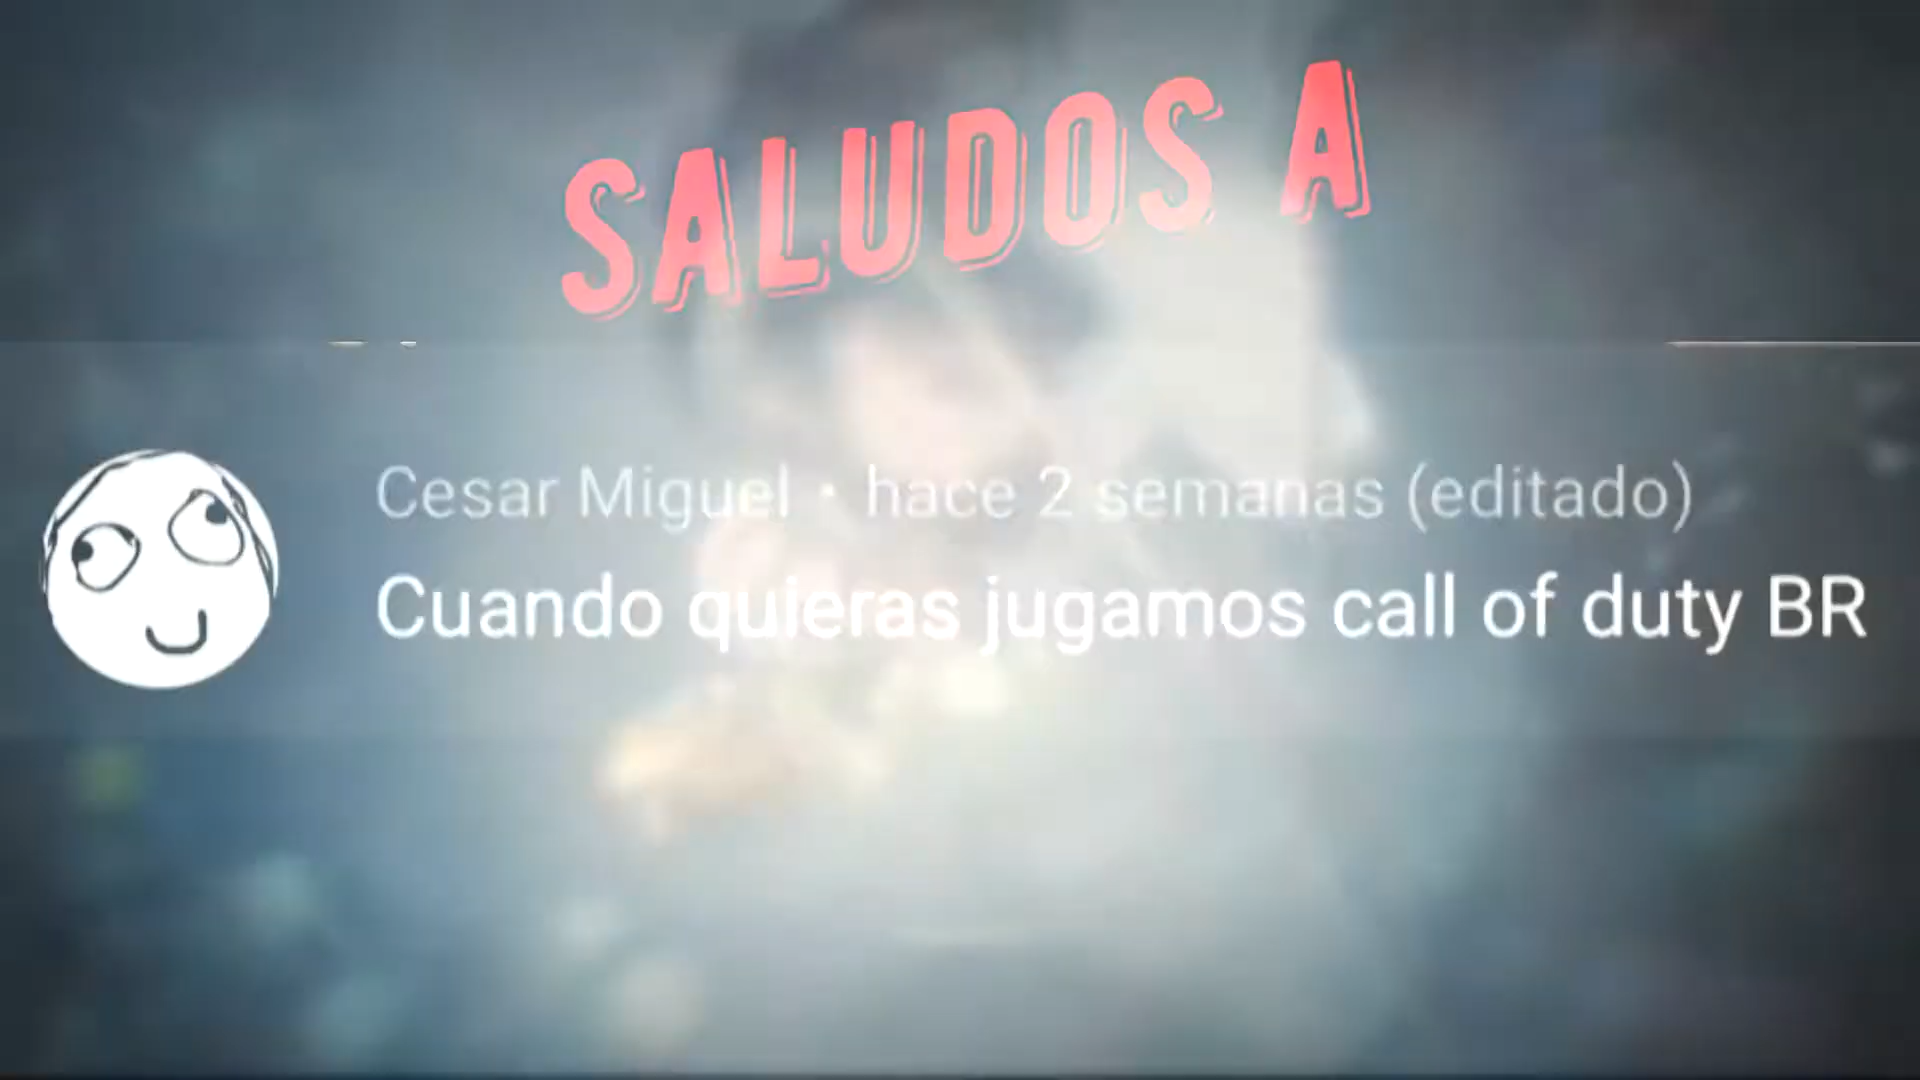 SALUDOS A
Cesar Miguel · hace 2 semanas (editado)
Cuando quieras jugamos call of duty BR